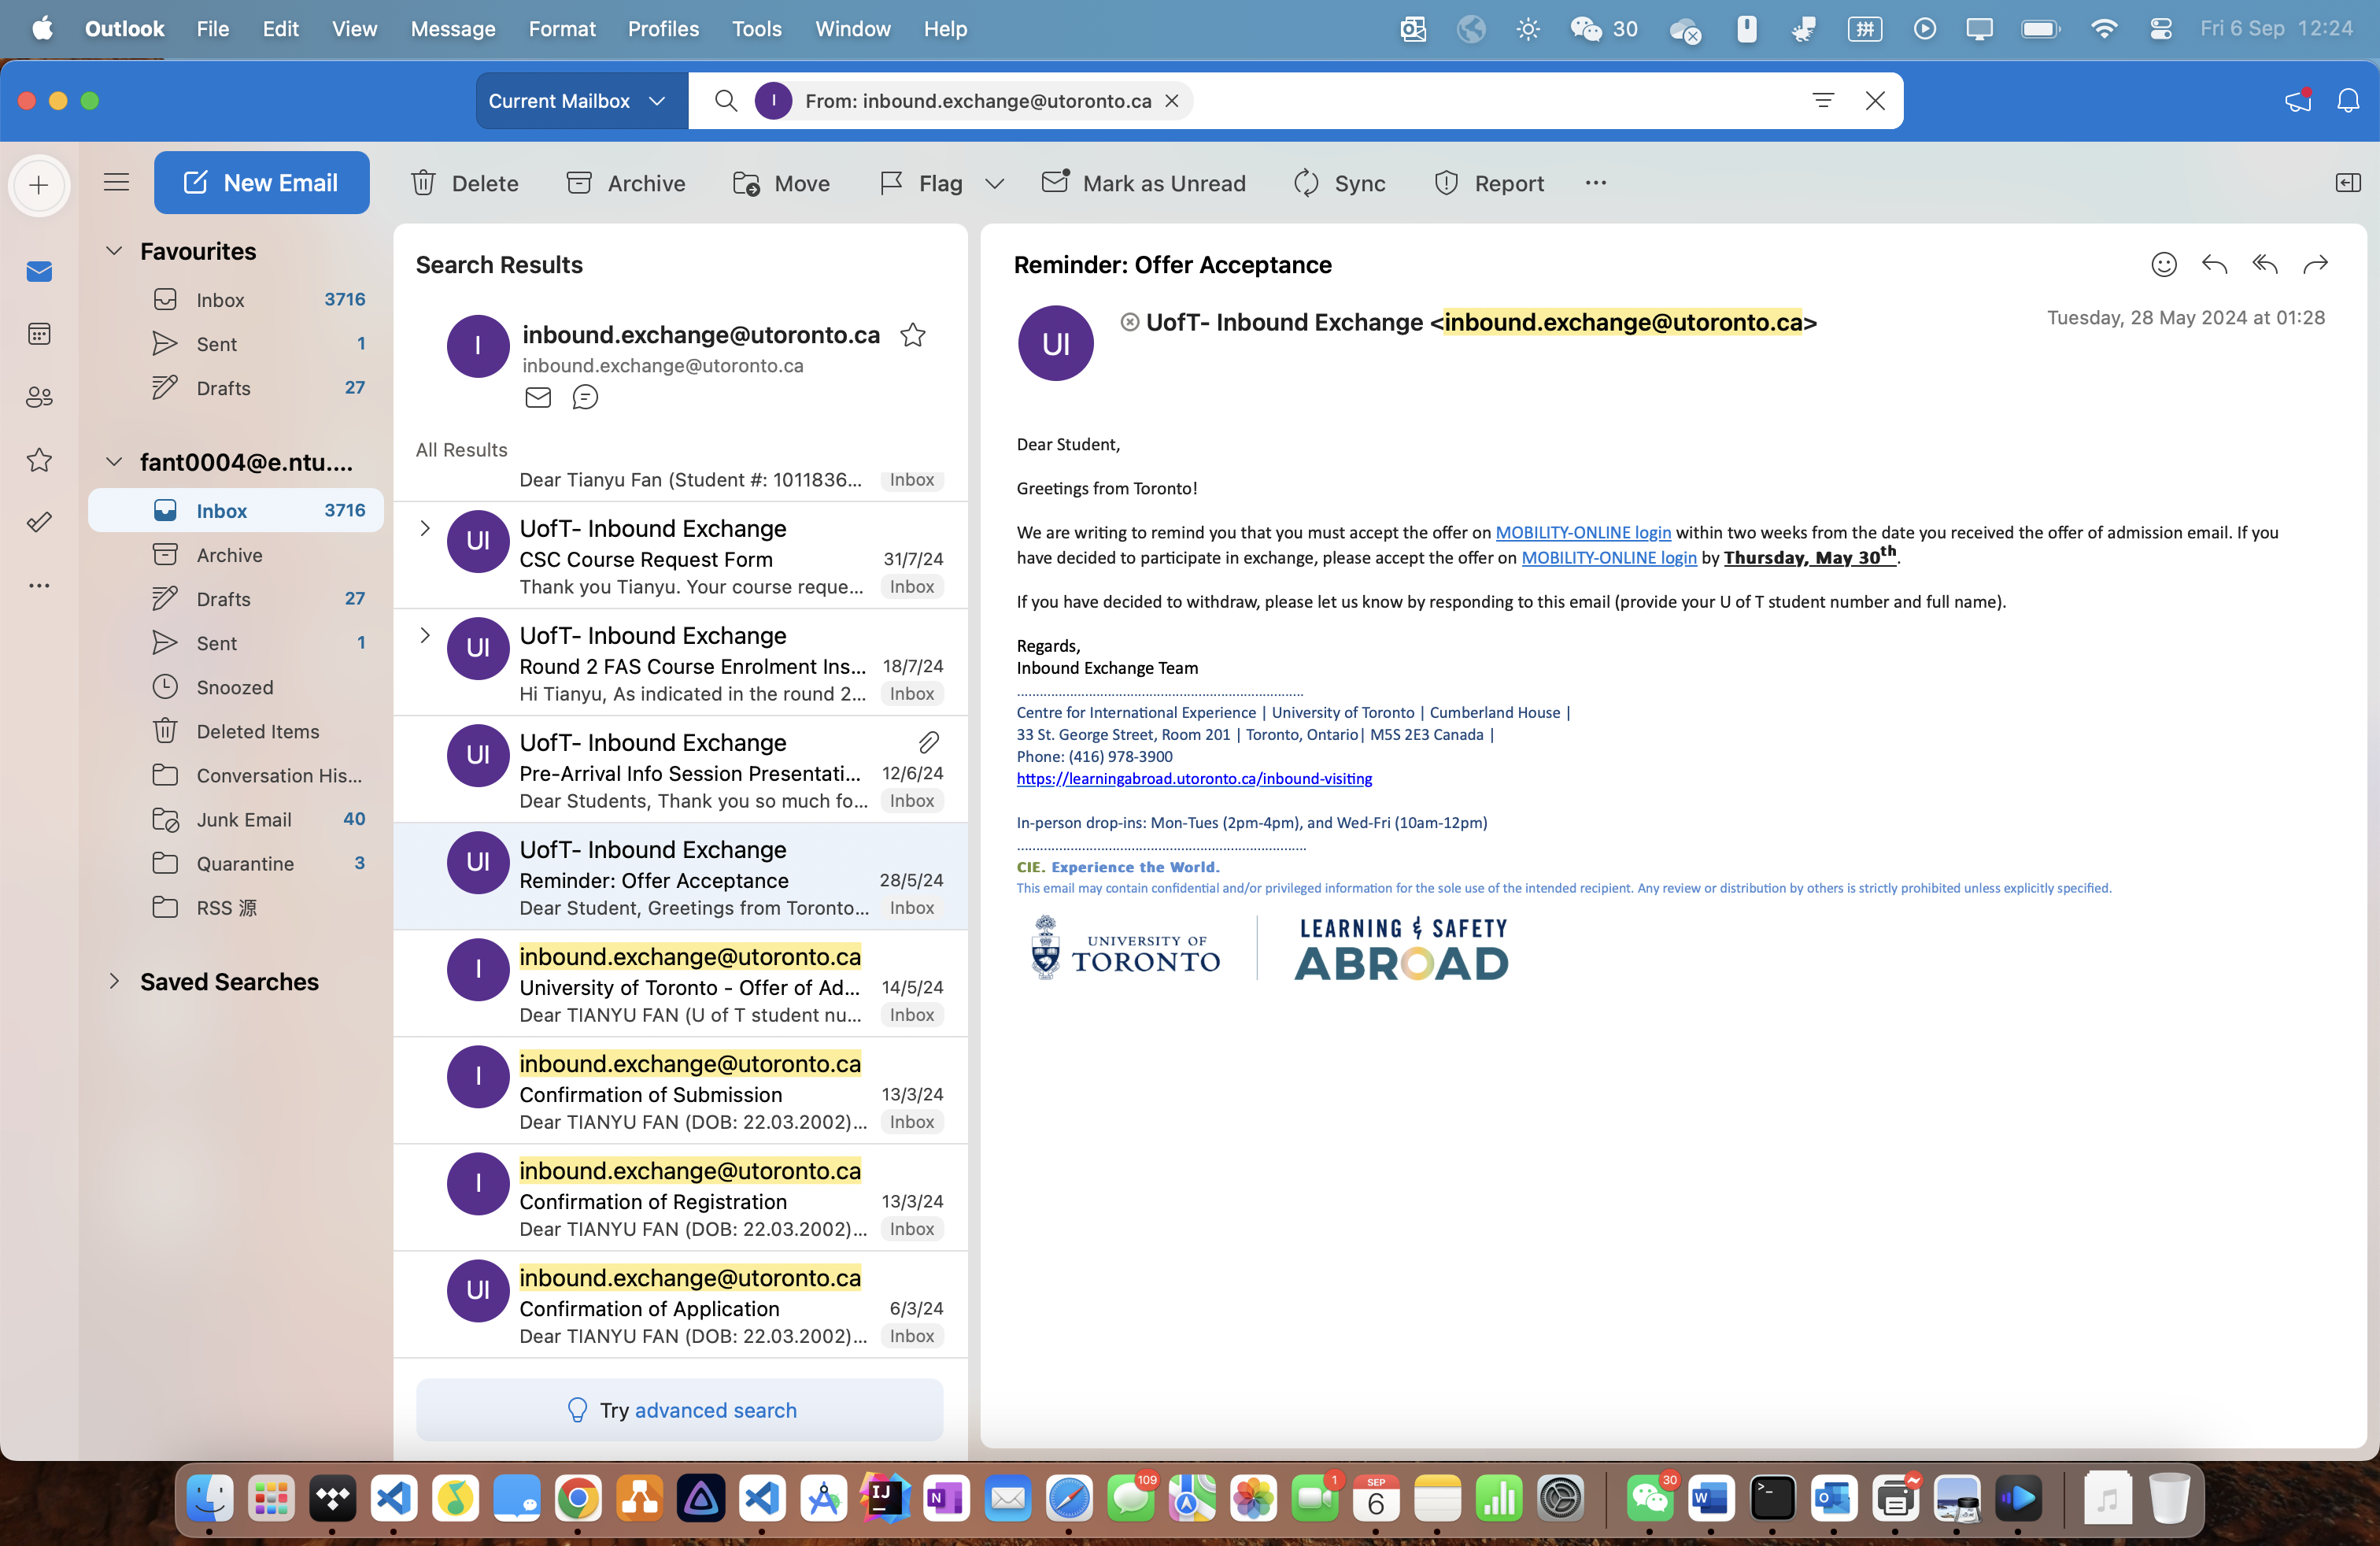 Outlook File Edit View Message Format Profiles Tools Window Help 30 拼 Fri 6 Sep 12:24
Current Mailbox I From: inbound.exchange@utoronto.ca
New Email Delete Archive Move Flag Mark as Unread Sync Report
Favourites
Inbox 3716
Sent 1
Drafts 27
fant0004@e.ntu....
Inbox 3716
Archive
Drafts 27
Sent 1
Snoozed
Deleted Items
Conversation His...
Junk Email 40
Quarantine 3
RSS 源
Saved Searches
Search Results
I
inbound.exchange@utoronto.ca
inbound.exchange@utoronto.ca
All Results
Dear Tianyu Fan (Student #: 1011836... Inbox
UI
UofT- Inbound Exchange
CSC Course Request Form 31/7/24
Thank you Tianyu. Your course reque... Inbox
UI
UofT- Inbound Exchange
Round 2 FAS Course Enrolment Ins... 18/7/24
Hi Tianyu, As indicated in the round 2... Inbox
UI
UofT- Inbound Exchange
Pre-Arrival Info Session Presentati... 12/6/24
Dear Students, Thank you so much fo... Inbox
UI
UofT- Inbound Exchange
Reminder: Offer Acceptance 28/5/24
Dear Student, Greetings from Toronto... Inbox
I
inbound.exchange@utoronto.ca
University of Toronto - Offer of Ad... 14/5/24
Dear TIANYU FAN (U of T student nu... Inbox
I
inbound.exchange@utoronto.ca
Confirmation of Submission 13/3/24
Dear TIANYU FAN (DOB: 22.03.2002)... Inbox
I
inbound.exchange@utoronto.ca
Confirmation of Registration 13/3/24
Dear TIANYU FAN (DOB: 22.03.2002)... Inbox
UI
inbound.exchange@utoronto.ca
Confirmation of Application 6/3/24
Dear TIANYU FAN (DOB: 22.03.2002)... Inbox
Try advanced search
Reminder: Offer Acceptance
UI
UofT- Inbound Exchange <inbound.exchange@utoronto.ca>
Tuesday, 28 May 2024 at 01:28
Dear Student,
Greetings from Toronto!
We are writing to remind you that you must accept the offer on MOBILITY-ONLINE login within two weeks from the date you received the offer of admission email. If you
have decided to participate in exchange, please accept the offer on MOBILITY-ONLINE login by Thursday, May 30th.
If you have decided to withdraw, please let us know by responding to this email (provide your U of T student number and full name).
Regards,
Inbound Exchange Team
Centre for International Experience | University of Toronto | Cumberland House |
33 St. George Street, Room 201 | Toronto, Ontario| M5S 2E3 Canada |
Phone: (416) 978-3900
https://learningabroad.utoronto.ca/inbound-visiting
In-person drop-ins: Mon-Tues (2pm-4pm), and Wed-Fri (10am-12pm)
CIE. Experience the World.
This email may contain confidential and/or privileged information for the sole use of the intended recipient. Any review or distribution by others is strictly prohibited unless explicitly specified.
UNIVERSITY OF
TORONTO
LEARNING & SAFETY
ABROAD
IJ N 109 1 SEP 6 30 W >_ O